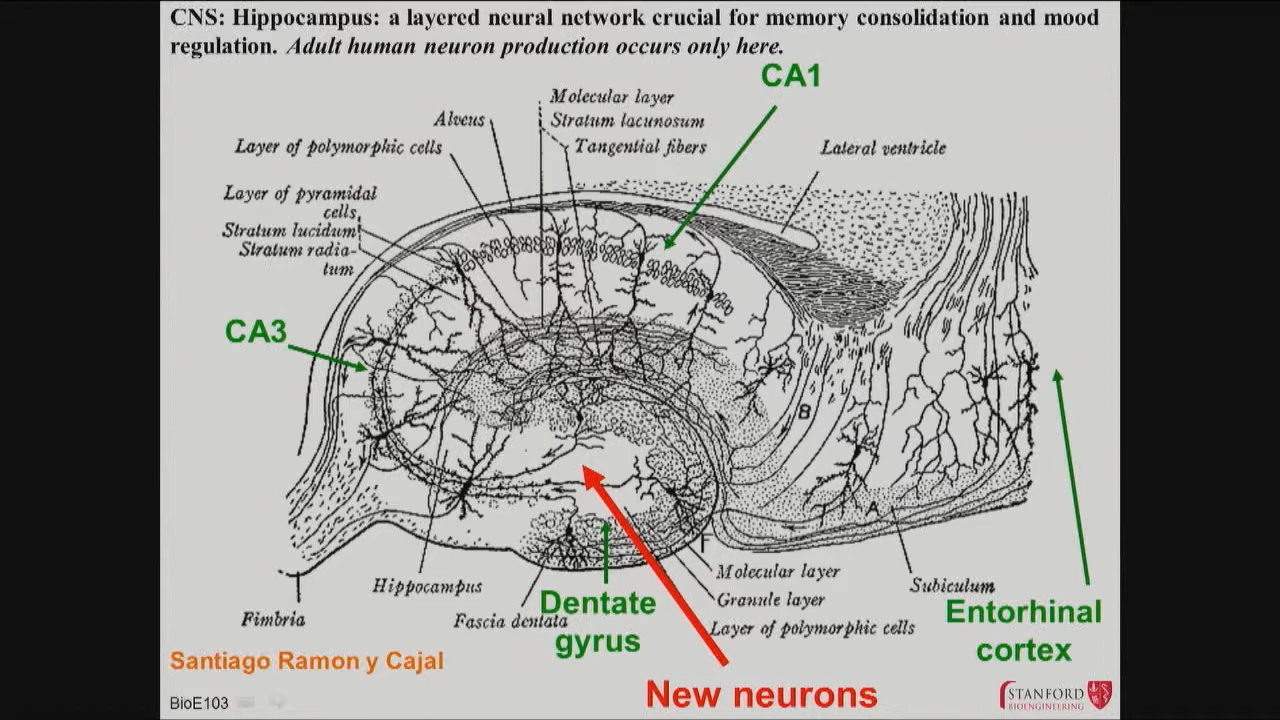 CNS: Hippocampus: a layered neural network crucial for memory consolidation and mood
regulation. Adult human neuron production occurs only here.
CA1
Molecular layer
Alveus
Stratum lacunosum
Layer of polymorphic cells
Tangential fibers
Lateral ventricle
Layer of pyramidal
cells
Stratum lucidum
Stratum radia-
tum
CA3
B
A
F
Hippocampus
Molecular layer
Subiculum
Fimbria
Fascia dentata
Dentate
gyrus
Granule layer
Layer of polymorphic cells
Entorhinal
cortex
Santiago Ramon y Cajal
New neurons
BioE103
STANFORD
BIOENGINEERING